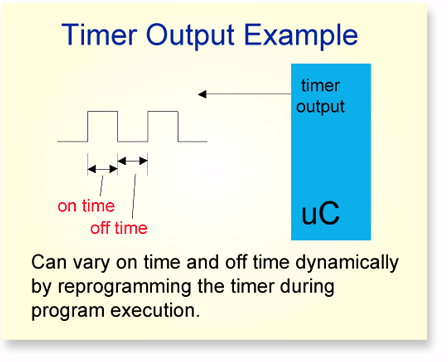 Timer Output Example
timer
output
on time
off time
uC
Can vary on time and off time dynamically
by reprogramming the timer during
program execution.